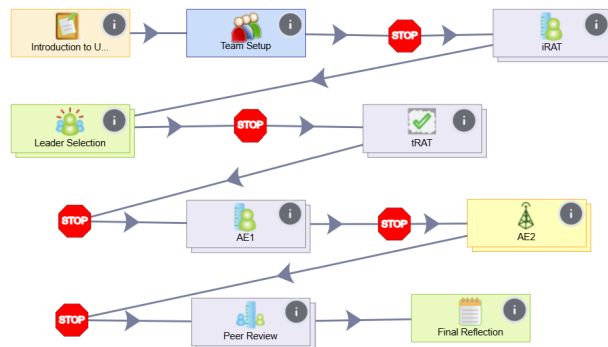 Introduction to U...
Team Setup
STOP
iRAT
Leader Selection
STOP
tRAT
STOP
AE1
STOP
AE2
STOP
Peer Review
Final Reflection